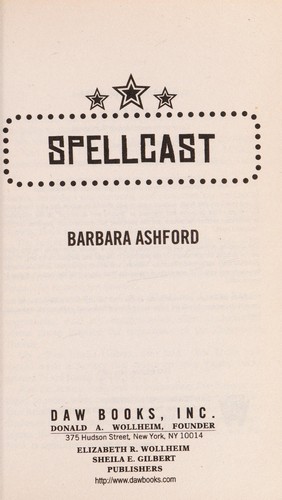 SPELLCAST
BARBARA ASHFORD
DAW BOOKS, INC.
DONALD A. WOLLHEIM, FOUNDER
375 Hudson Street, New York, NY 10014
ELIZABETH R. WOLLHEIM
SHEILA E. GILBERT
PUBLISHERS
http://www.dawbooks.com